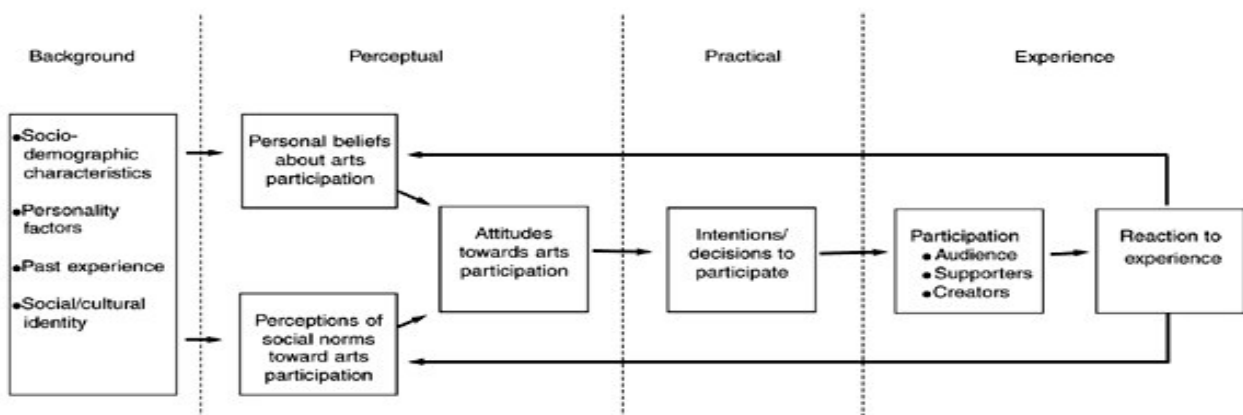 Background
Perceptual
Practical
Experience
●Socio-
demographic
characteristics
●Personality
factors
●Past experience
●Social/cultural
identity
Personal beliefs
about arts
participation
Perceptions of
social norms
toward arts
participation
Attitudes
towards arts
participation
Intentions/
decisions to
participate
Participation
● Audience
● Supporters
● Creators
Reaction to
experience